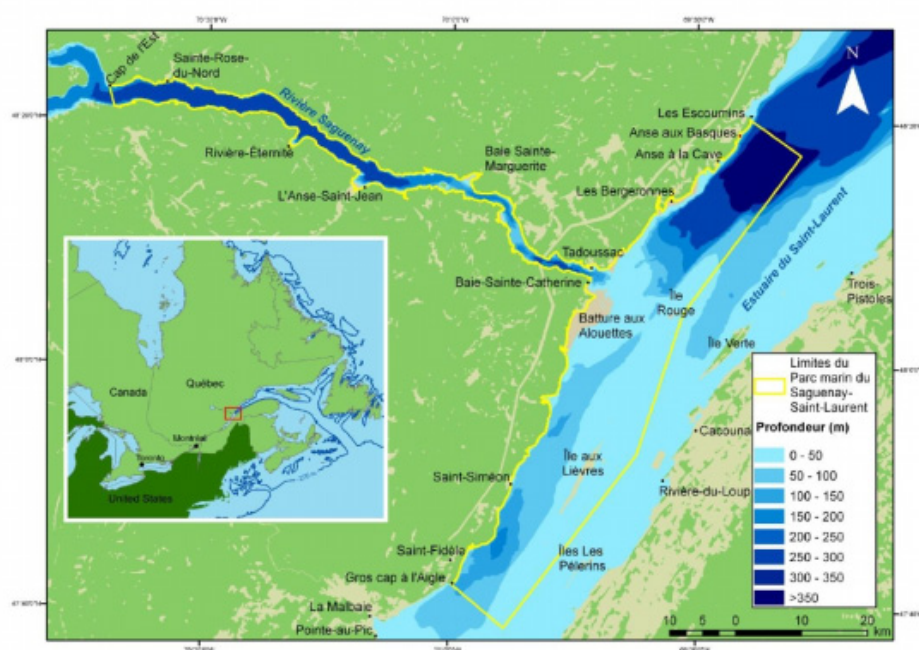 N
Cap de l'Est
Sainte-Rose-
du-Nord
Rivière Saguenay
Rivière-Éternité
L'Anse-Saint-Jean
Baie Sainte-
Marguerite
Les Escoumins
Anse aux Basques
Anse à la Cave
Les Bergeronnes
Tadoussac
Baie-Sainte-Catherine
Batture aux
Alouettes
Île
Rouge
Estuaire du Saint-Laurent
Trois-
Pistoles
Île Verte
Canada
Québec
Montréal
Toronto
United States
Saint-Siméon
Île aux
Lièvres
Cacouna
Rivière-du-Loup
Saint-Fidèle
Gros cap à l'Aigle
Îles Les
Pèlerins
La Malbaie
Pointe-au-Pic
Limites du
Parc marin du
Saguenay-
Saint-Laurent
Profondeur (m)
0 - 50
50 - 100
100 - 150
150 - 200
200 - 250
250 - 300
300 - 350
>350
10 5 0 10 20
km